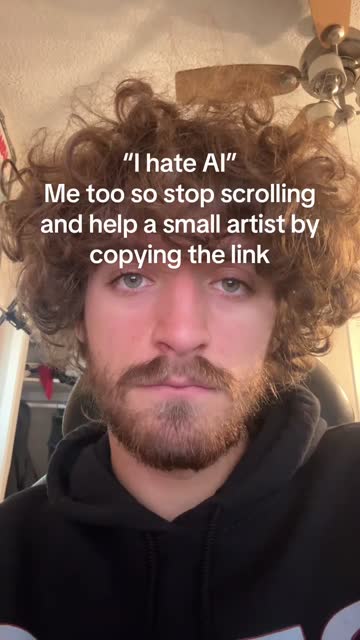 “I hate AI”
Me too so stop scrolling
and help a small artist by
copying the link